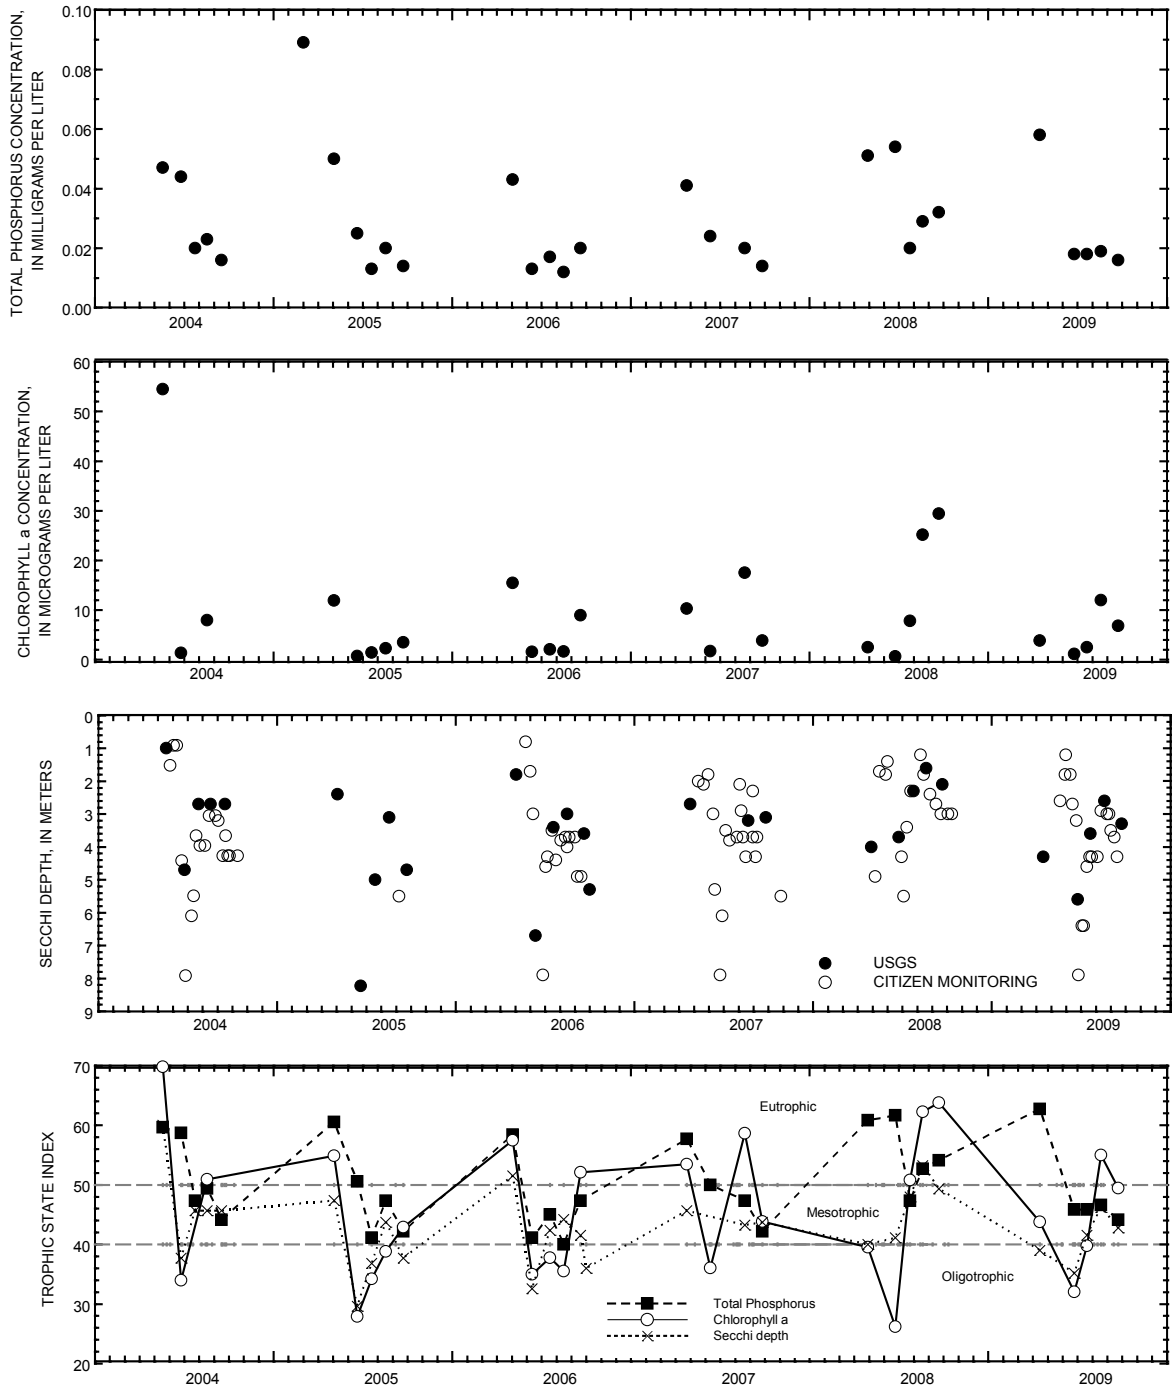 TOTAL PHOSPHORUS CONCENTRATION,
IN MILLIGRAMS PER LITER
0.10
0.08
0.06
0.04
0.02
0.00
2004 2005 2006 2007 2008 2009
CHLOROPHYLL a CONCENTRATION,
IN MICROGRAMS PER LITER
60
50
40
30
20
10
0
2004 2005 2006 2007 2008 2009
SECCHI DEPTH, IN METERS
0
1
2
3
4
5
6
7
8
9
USGS
CITIZEN MONITORING
2004 2005 2006 2007 2008 2009
TROPHIC STATE INDEX
70
60
50
40
30
20
Eutrophic
Mesotrophic
Oligotrophic
Total Phosphorus
Chlorophyll a
Secchi depth
2004 2005 2006 2007 2008 2009